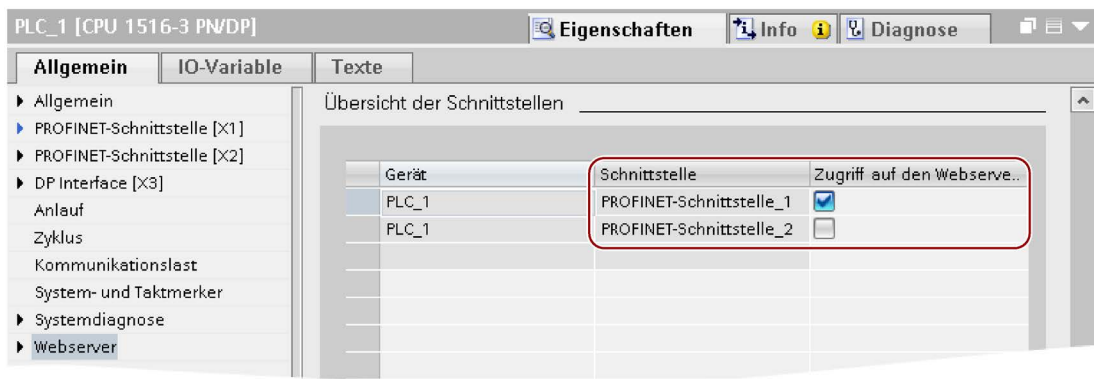 PLC_1 [CPU 1516-3 PN/DP] Eigenschaften Info Diagnose
Allgemein IO-Variable Texte
Allgemein
PROFINET-Schnittstelle [X1]
PROFINET-Schnittstelle [X2]
DP Interface [X3]
Anlauf
Zyklus
Kommunikationslast
System- und Taktmerker
Systemdiagnose
Webserver
Übersicht der Schnittstellen
Gerät Schnittstelle Zugriff auf den Webserve..
PLC_1 PROFINET-Schnittstelle_1
PLC_1 PROFINET-Schnittstelle_2